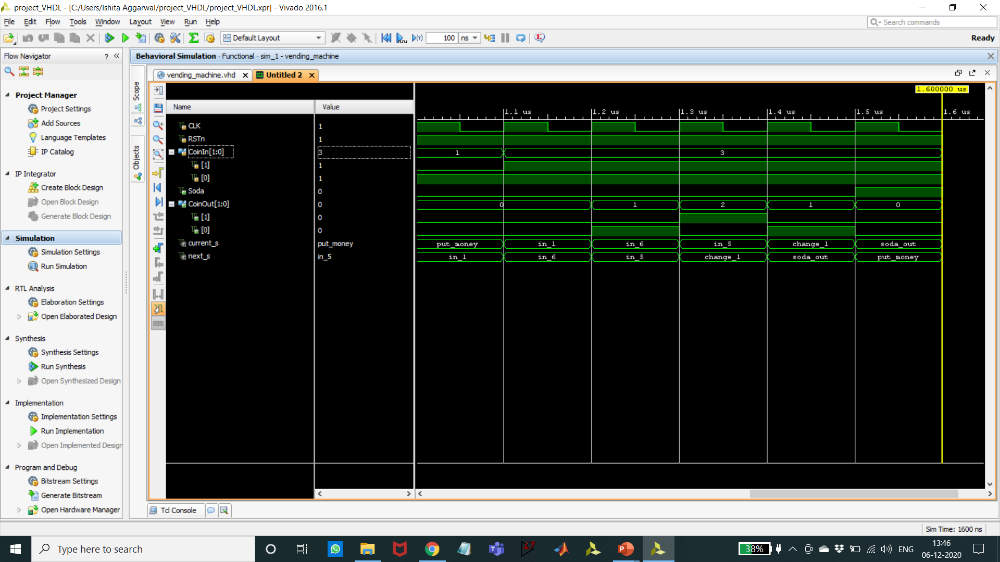 project_VHDL - [C:/Users/Ishita Aggarwal/project_VHDL/project_VHDL.xpr] - Vivado 2016.1
File Edit Flow Tools Window Layout View Run Help
Search commands
Default Layout
100 ns
Ready
Flow Navigator
Behavioral Simulation - Functional - sim_1 - vending_machine
vending_machine.vhd
Untitled 2
Scope
Objects
Project Manager
Project Settings
Add Sources
Language Templates
IP Catalog
IP Integrator
Create Block Design
Open Block Design
Generate Block Design
Simulation
Simulation Settings
Run Simulation
RTL Analysis
Elaboration Settings
Open Elaborated Design
Synthesis
Synthesis Settings
Run Synthesis
Open Synthesized Design
Implementation
Implementation Settings
Run Implementation
Open Implemented Design
Program and Debug
Bitstream Settings
Generate Bitstream
Open Hardware Manager
Name Value
1.600000 us
1.1 us 1.2 us 1.3 us 1.4 us 1.5 us 1.6 us
CLK 1
RSTn 1
CoinIn[1:0] 3 1 3
[1] 1
[0] 1
Soda 0
CoinOut[1:0] 0 0 1 2 1 0
[1] 0
[0] 0
current_s put_money put_money in_1 in_6 in_5 change_1 soda_out
next_s in_5 in_1 in_6 in_5 change_1 soda_out put_money
Tcl Console
Sim Time: 1600 ns
Type here to search
38%
ENG
13:46
06-12-2020